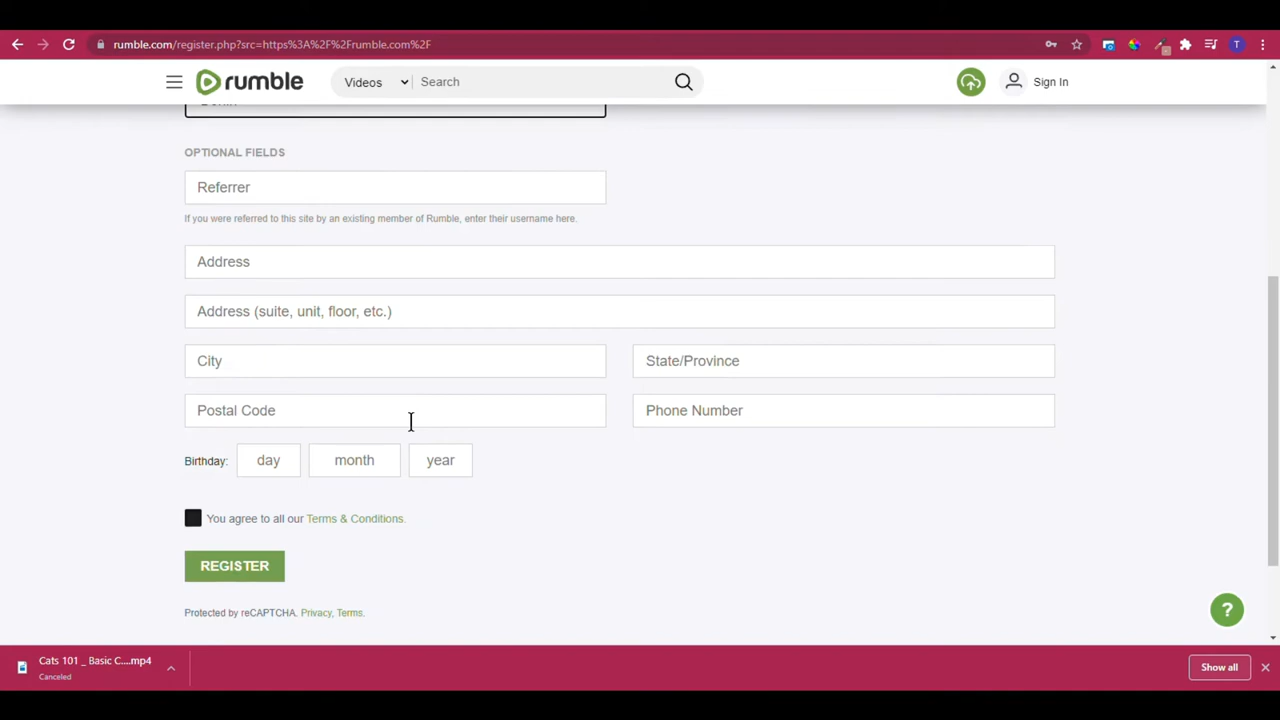 rumble.com/register.php?src=https%3A%2F%2Frumble.com%2F
T
rumble
Videos
Search
Sign In
OPTIONAL FIELDS
Referrer
If you were referred to this site by an existing member of Rumble, enter their username here.
Address
Address (suite, unit, floor, etc.)
City
State/Province
Postal Code
Phone Number
Birthday:
day
month
year
You agree to all our Terms & Conditions.
REGISTER
Protected by reCAPTCHA. Privacy, Terms.
?
Cats 101 _ Basic C....mp4
Canceled
Show all